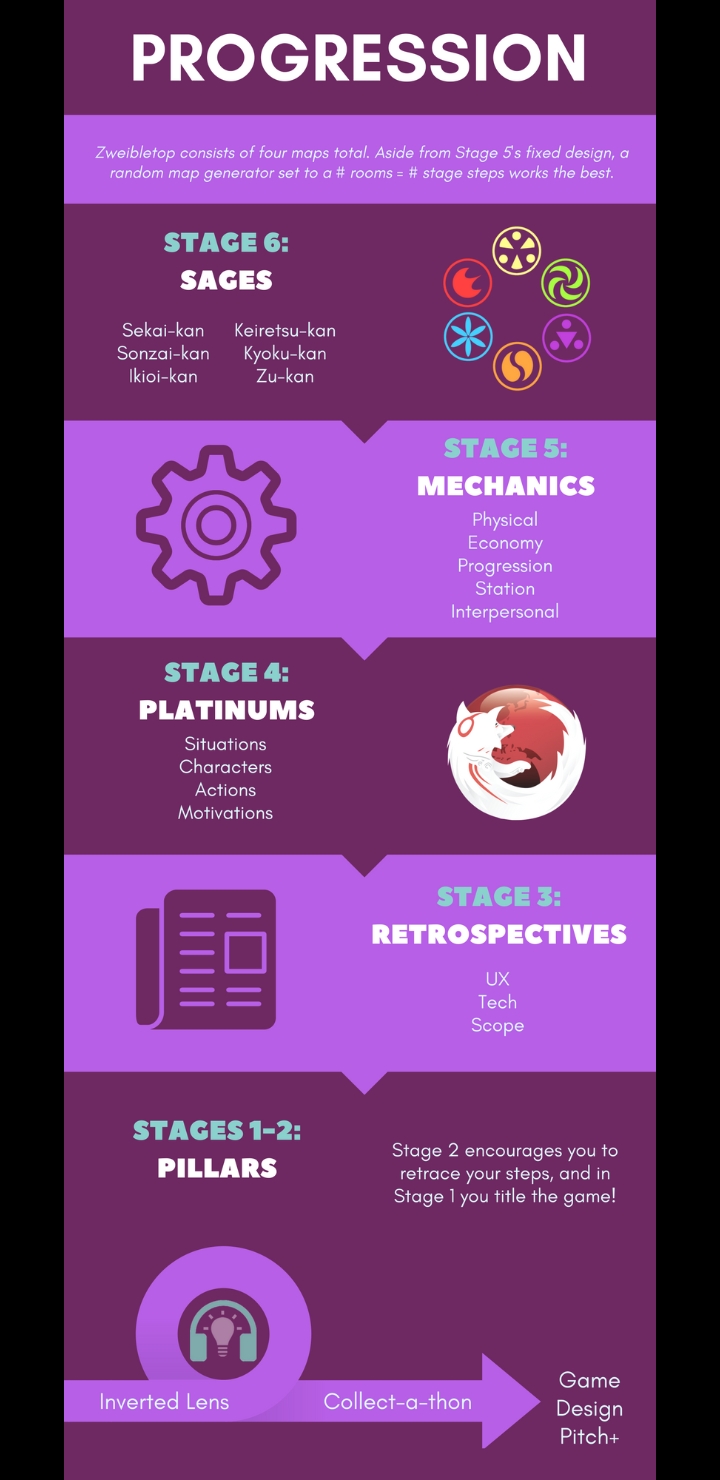 PROGRESSION
Zweibletop consists of four maps total. Aside from Stage 5's fixed design, a
random map generator set to a # rooms = # stage steps works the best.
STAGE 6:
SAGES
Sekai-kan Keiretsu-kan
Sonzai-kan Kyoku-kan
Ikioi-kan Zu-kan
STAGE 5:
MECHANICS
Physical
Economy
Progression
Station
Interpersonal
STAGE 4:
PLATINUMS
Situations
Characters
Actions
Motivations
STAGE 3:
RETROSPECTIVES
UX
Tech
Scope
STAGES 1-2:
PILLARS
Stage 2 encourages you to
retrace your steps, and in
Stage 1 you title the game!
Inverted Lens
Collect-a-thon
Game
Design
Pitch+